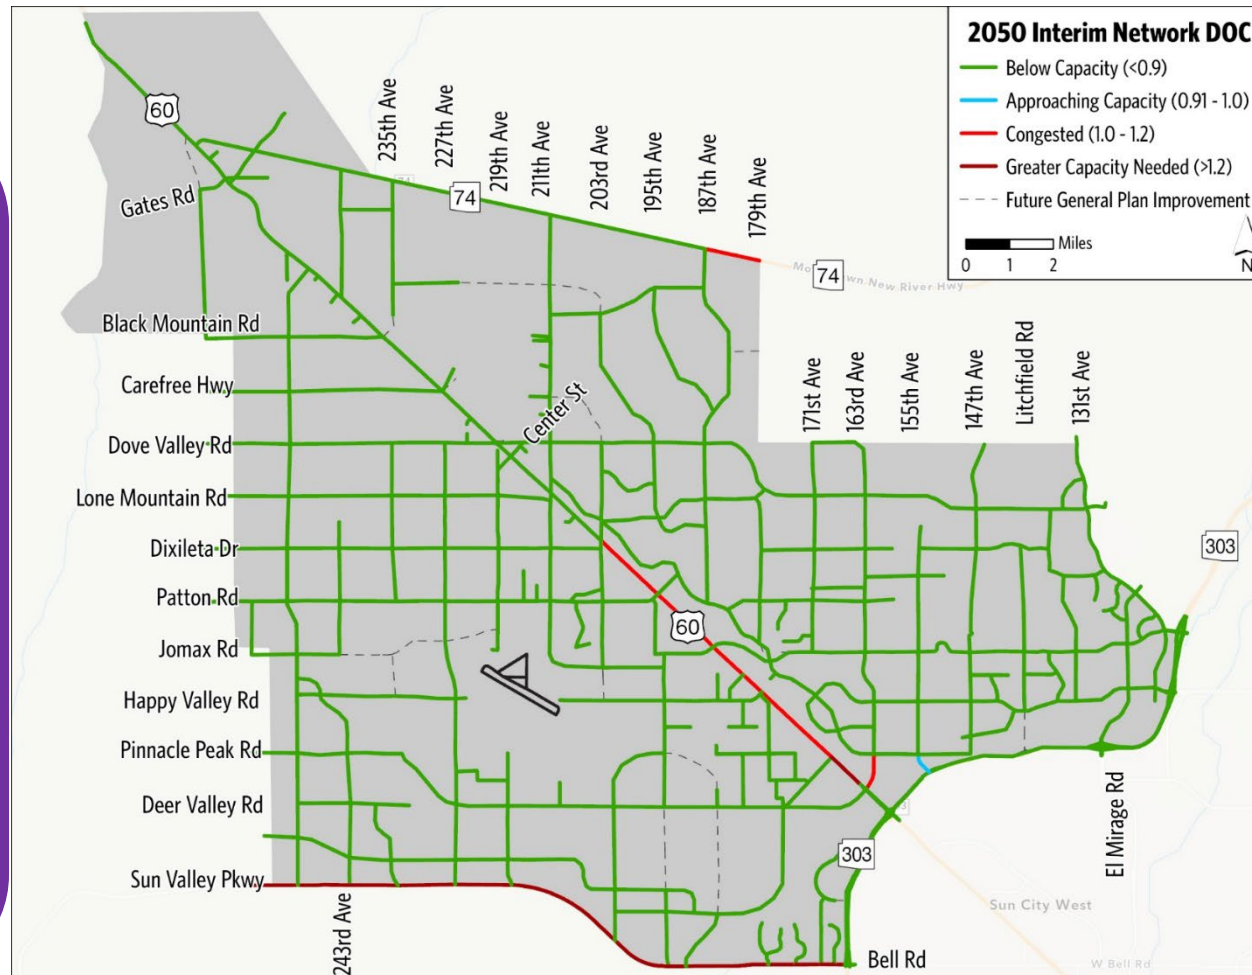 2050 Interim Network DOC
Below Capacity (<0.9)
Approaching Capacity (0.91 - 1.0)
Congested (1.0 - 1.2)
Greater Capacity Needed (>1.2)
Future General Plan Improvement
Miles
0 1 2
N
60
235th Ave
227th Ave
219th Ave
211th Ave
203rd Ave
195th Ave
187th Ave
179th Ave
74
74
Gates Rd
New River Hwy
74
Black Mountain Rd
Carefree Hwy
Center St
171st Ave
163rd Ave
155th Ave
147th Ave
Litchfield Rd
131st Ave
Dove Valley Rd
Lone Mountain Rd
Dixileta Dr
303
Patton Rd
60
Jomax Rd
Happy Valley Rd
Pinnacle Peak Rd
Deer Valley Rd
El Mirage Rd
303
Sun Valley Pkwy
Sun City West
243rd Ave
Bell Rd
W Bell Rd